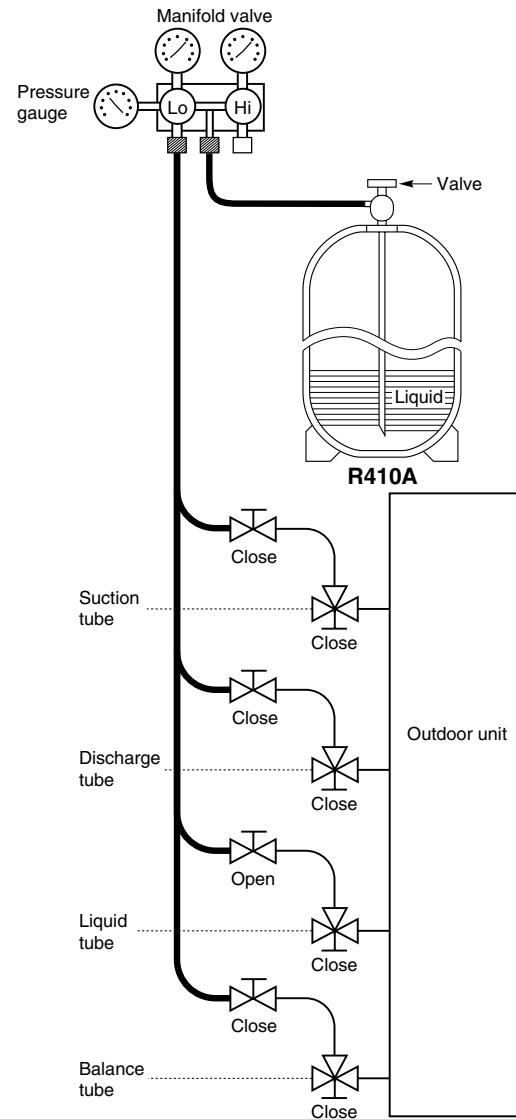 Manifold valve
Pressure
gauge
Lo
Hi
Valve
Liquid
R410A
Close
Suction
tube
Close
Close
Outdoor unit
Discharge
tube
Close
Open
Liquid
tube
Close
Close
Balance
tube
Close